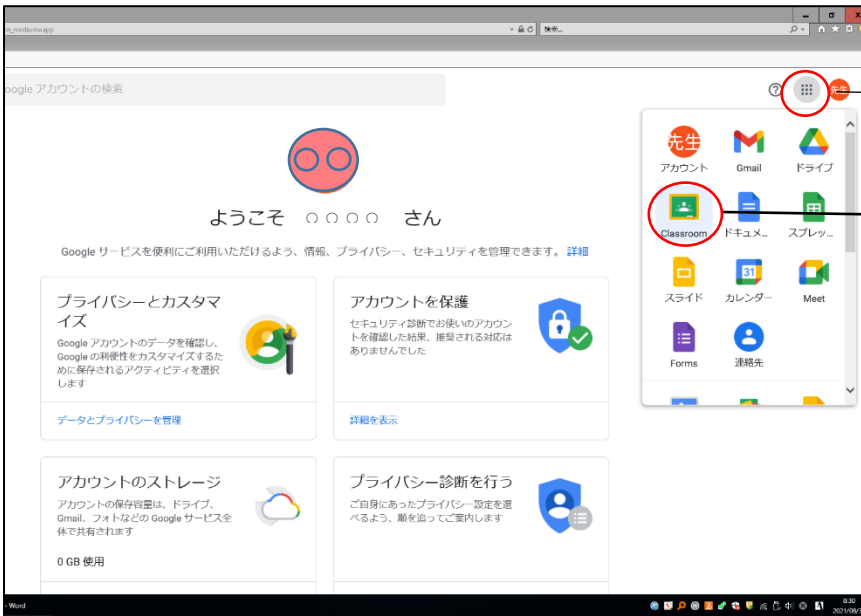 m_mediumwapp
検索...
oogle アカウントの検索
先生
先生
アカウント
Gmail
ドライブ
Classroom
ドキュメ...
スプレッ...
31
スライド
カレンダー
Meet
Forms
連絡先
ようこそ ○○○○ さん
Google サービスを便利にご利用いただけるよう、情報、プライバシー、セキュリティを管理できます。詳細
プライバシーとカスタマ
イズ
Google アカウントのデータを確認し、
Google の利便性をカスタマイズするた
めに保存されるアクティビティを選択
します
データとプライバシーを管理
アカウントを保護
セキュリティ診断でお使いのアカウン
トを確認した結果、推奨される対応は
ありませんでした
詳細を表示
アカウントのストレージ
アカウントの保存容量は、ドライブ、
Gmail、フォトなどの Google サービス全
体で共有されます
0 GB 使用
プライバシー診断を行う
ご自身にあったプライバシー設定を選
べるよう、順を追ってご案内します
- Word
8:30